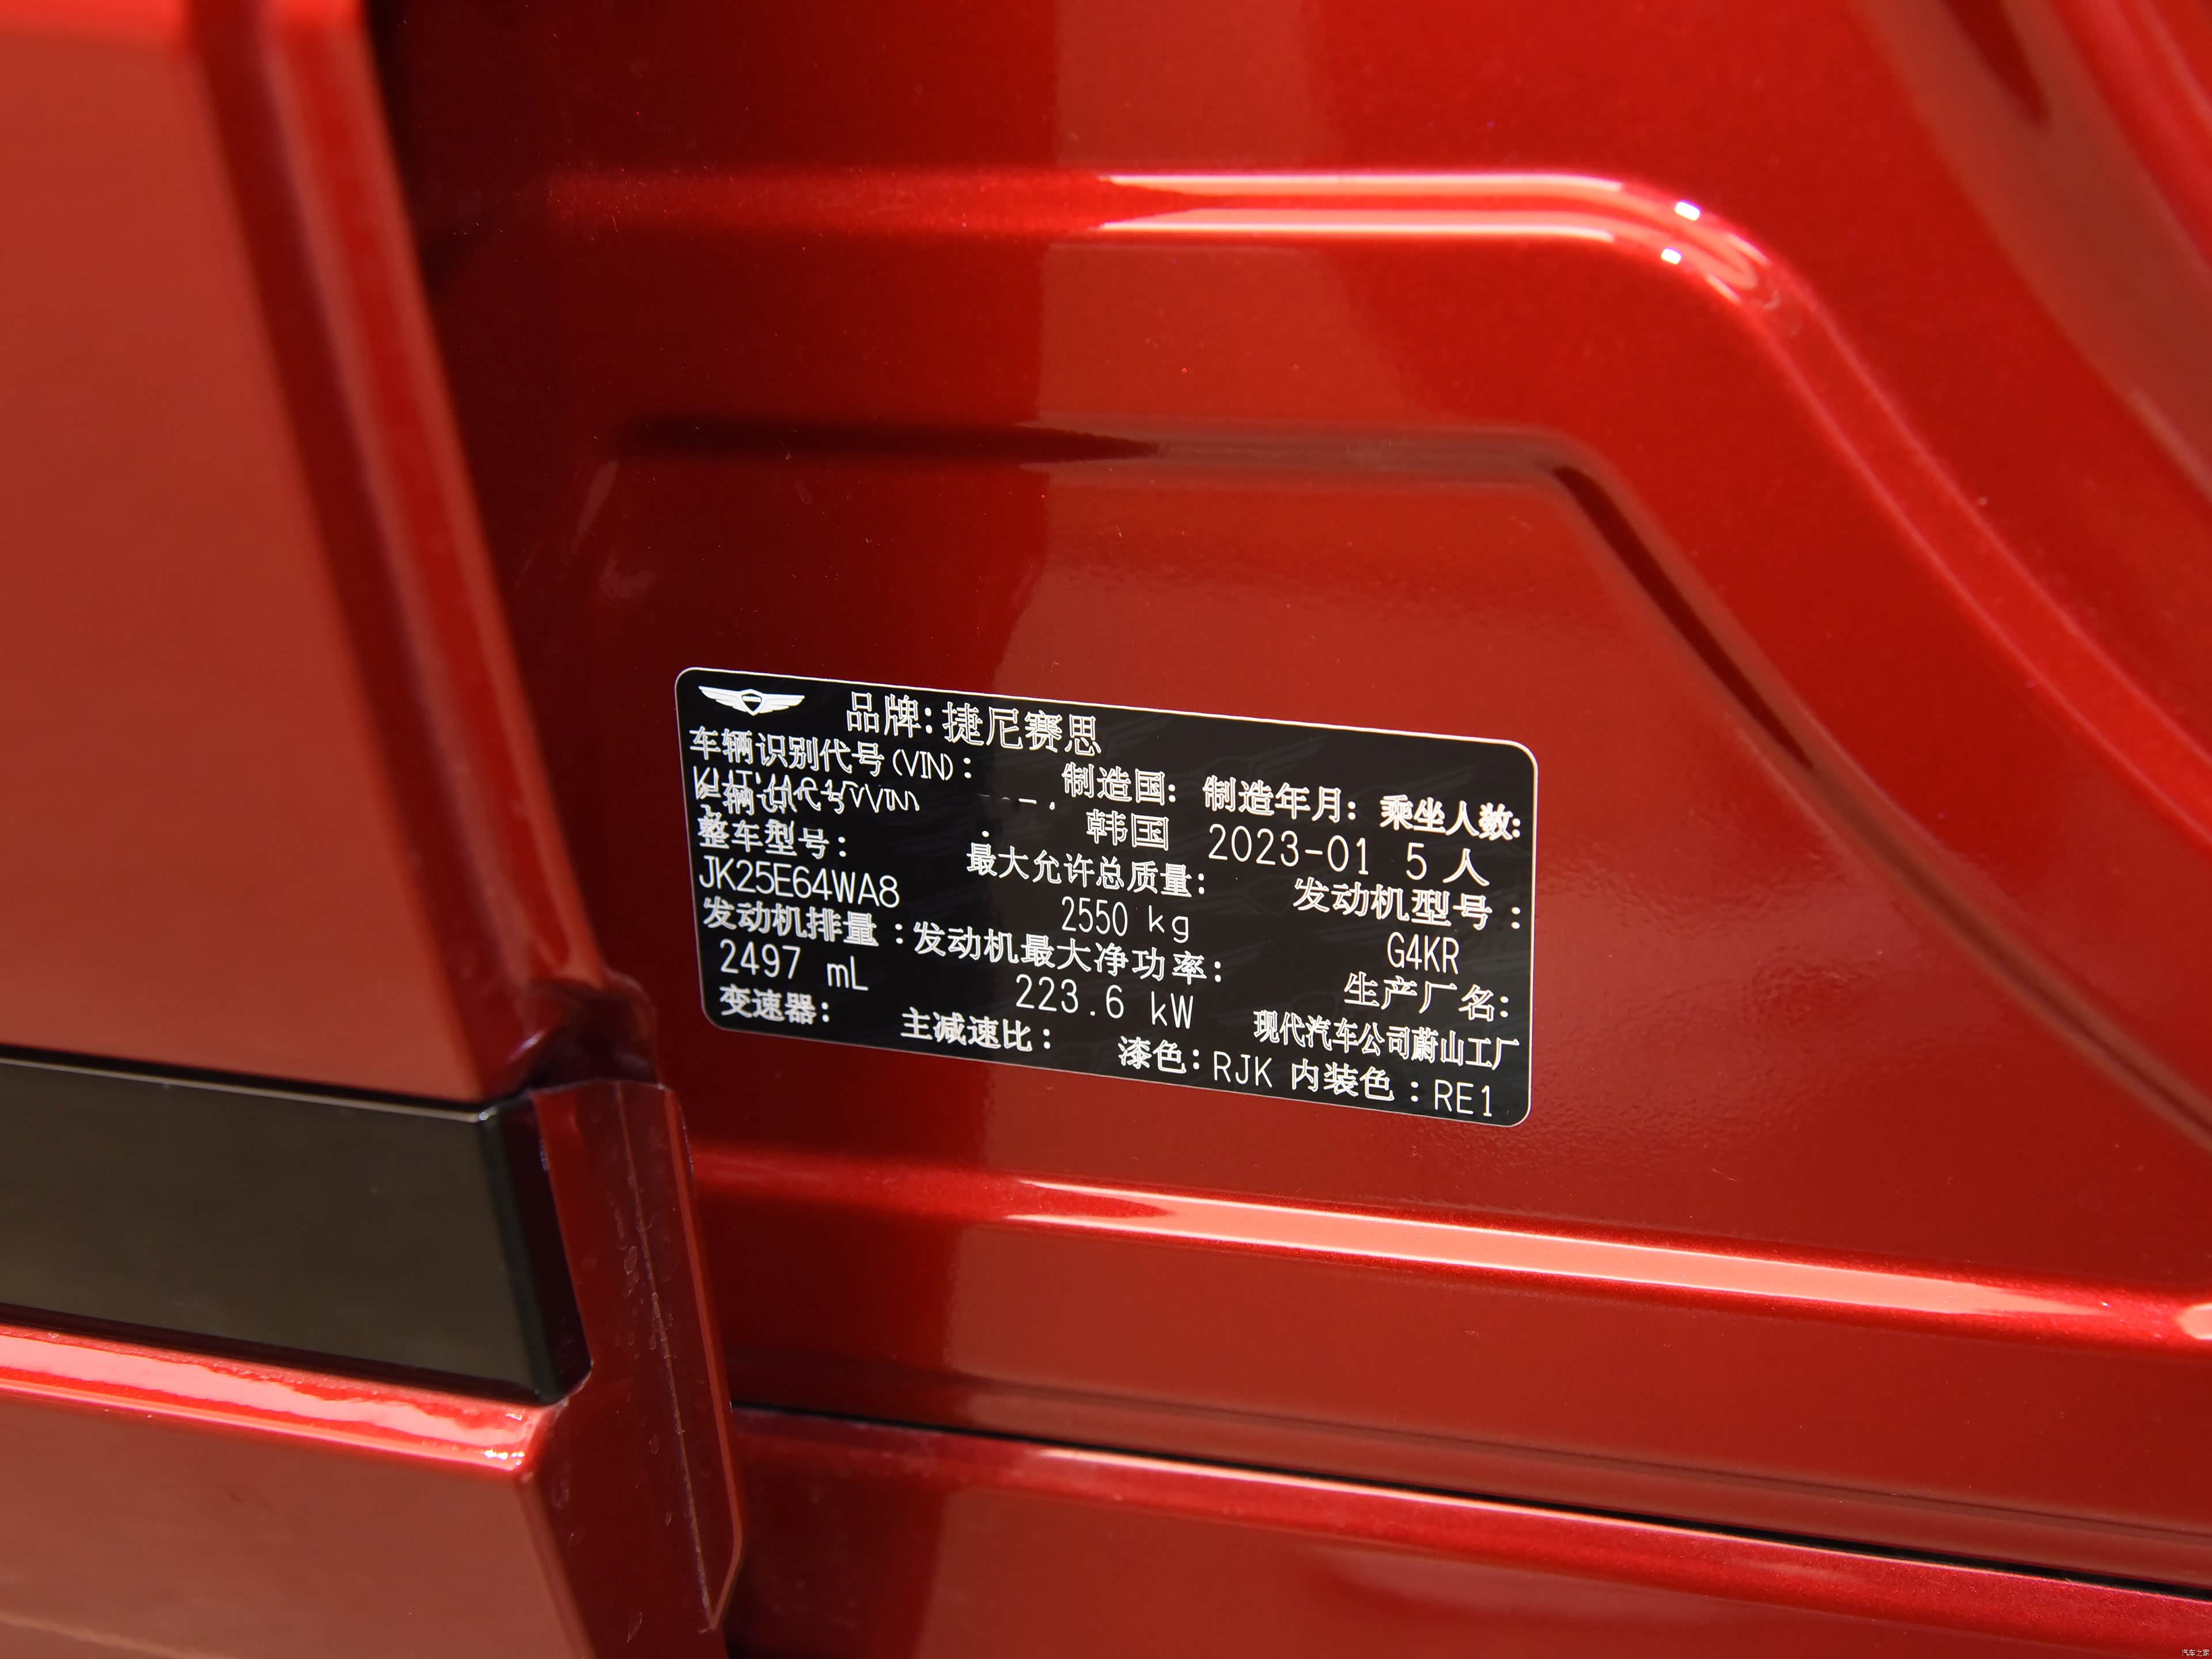 品牌:捷尼赛思
车辆识别代号(VIN):
制造国: 制造年月: 乘坐人数:
韩国 2023-01 5人
整车型号: 最大允许总质量: 发动机型号:
JK25E64WA8 2550 kg G4KR
发动机排量:发动机最大净功率: 生产厂名:
2497 mL 223.6 kW 现代汽车公司蔚山工厂
变速器: 主减速比: 漆色:RJK 内装色:RE1
汽车之家